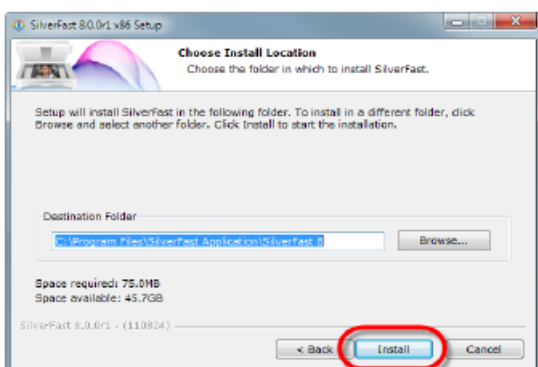 SilverFast 8.0.0r1 x86 Setup
Choose Install Location
Choose the folder in which to install SilverFast.
Setup will install SilverFast in the following folder. To install in a different folder, click
Browse and select another folder. Click Install to start the installation.
Destination Folder
C:\Program Files\SilverFast Application\SilverFast 8
Browse...
Space required: 75.0MB
Space available: 45.7GB
SilverFast 8.0.0r1 - (110824)
< Back
Install
Cancel